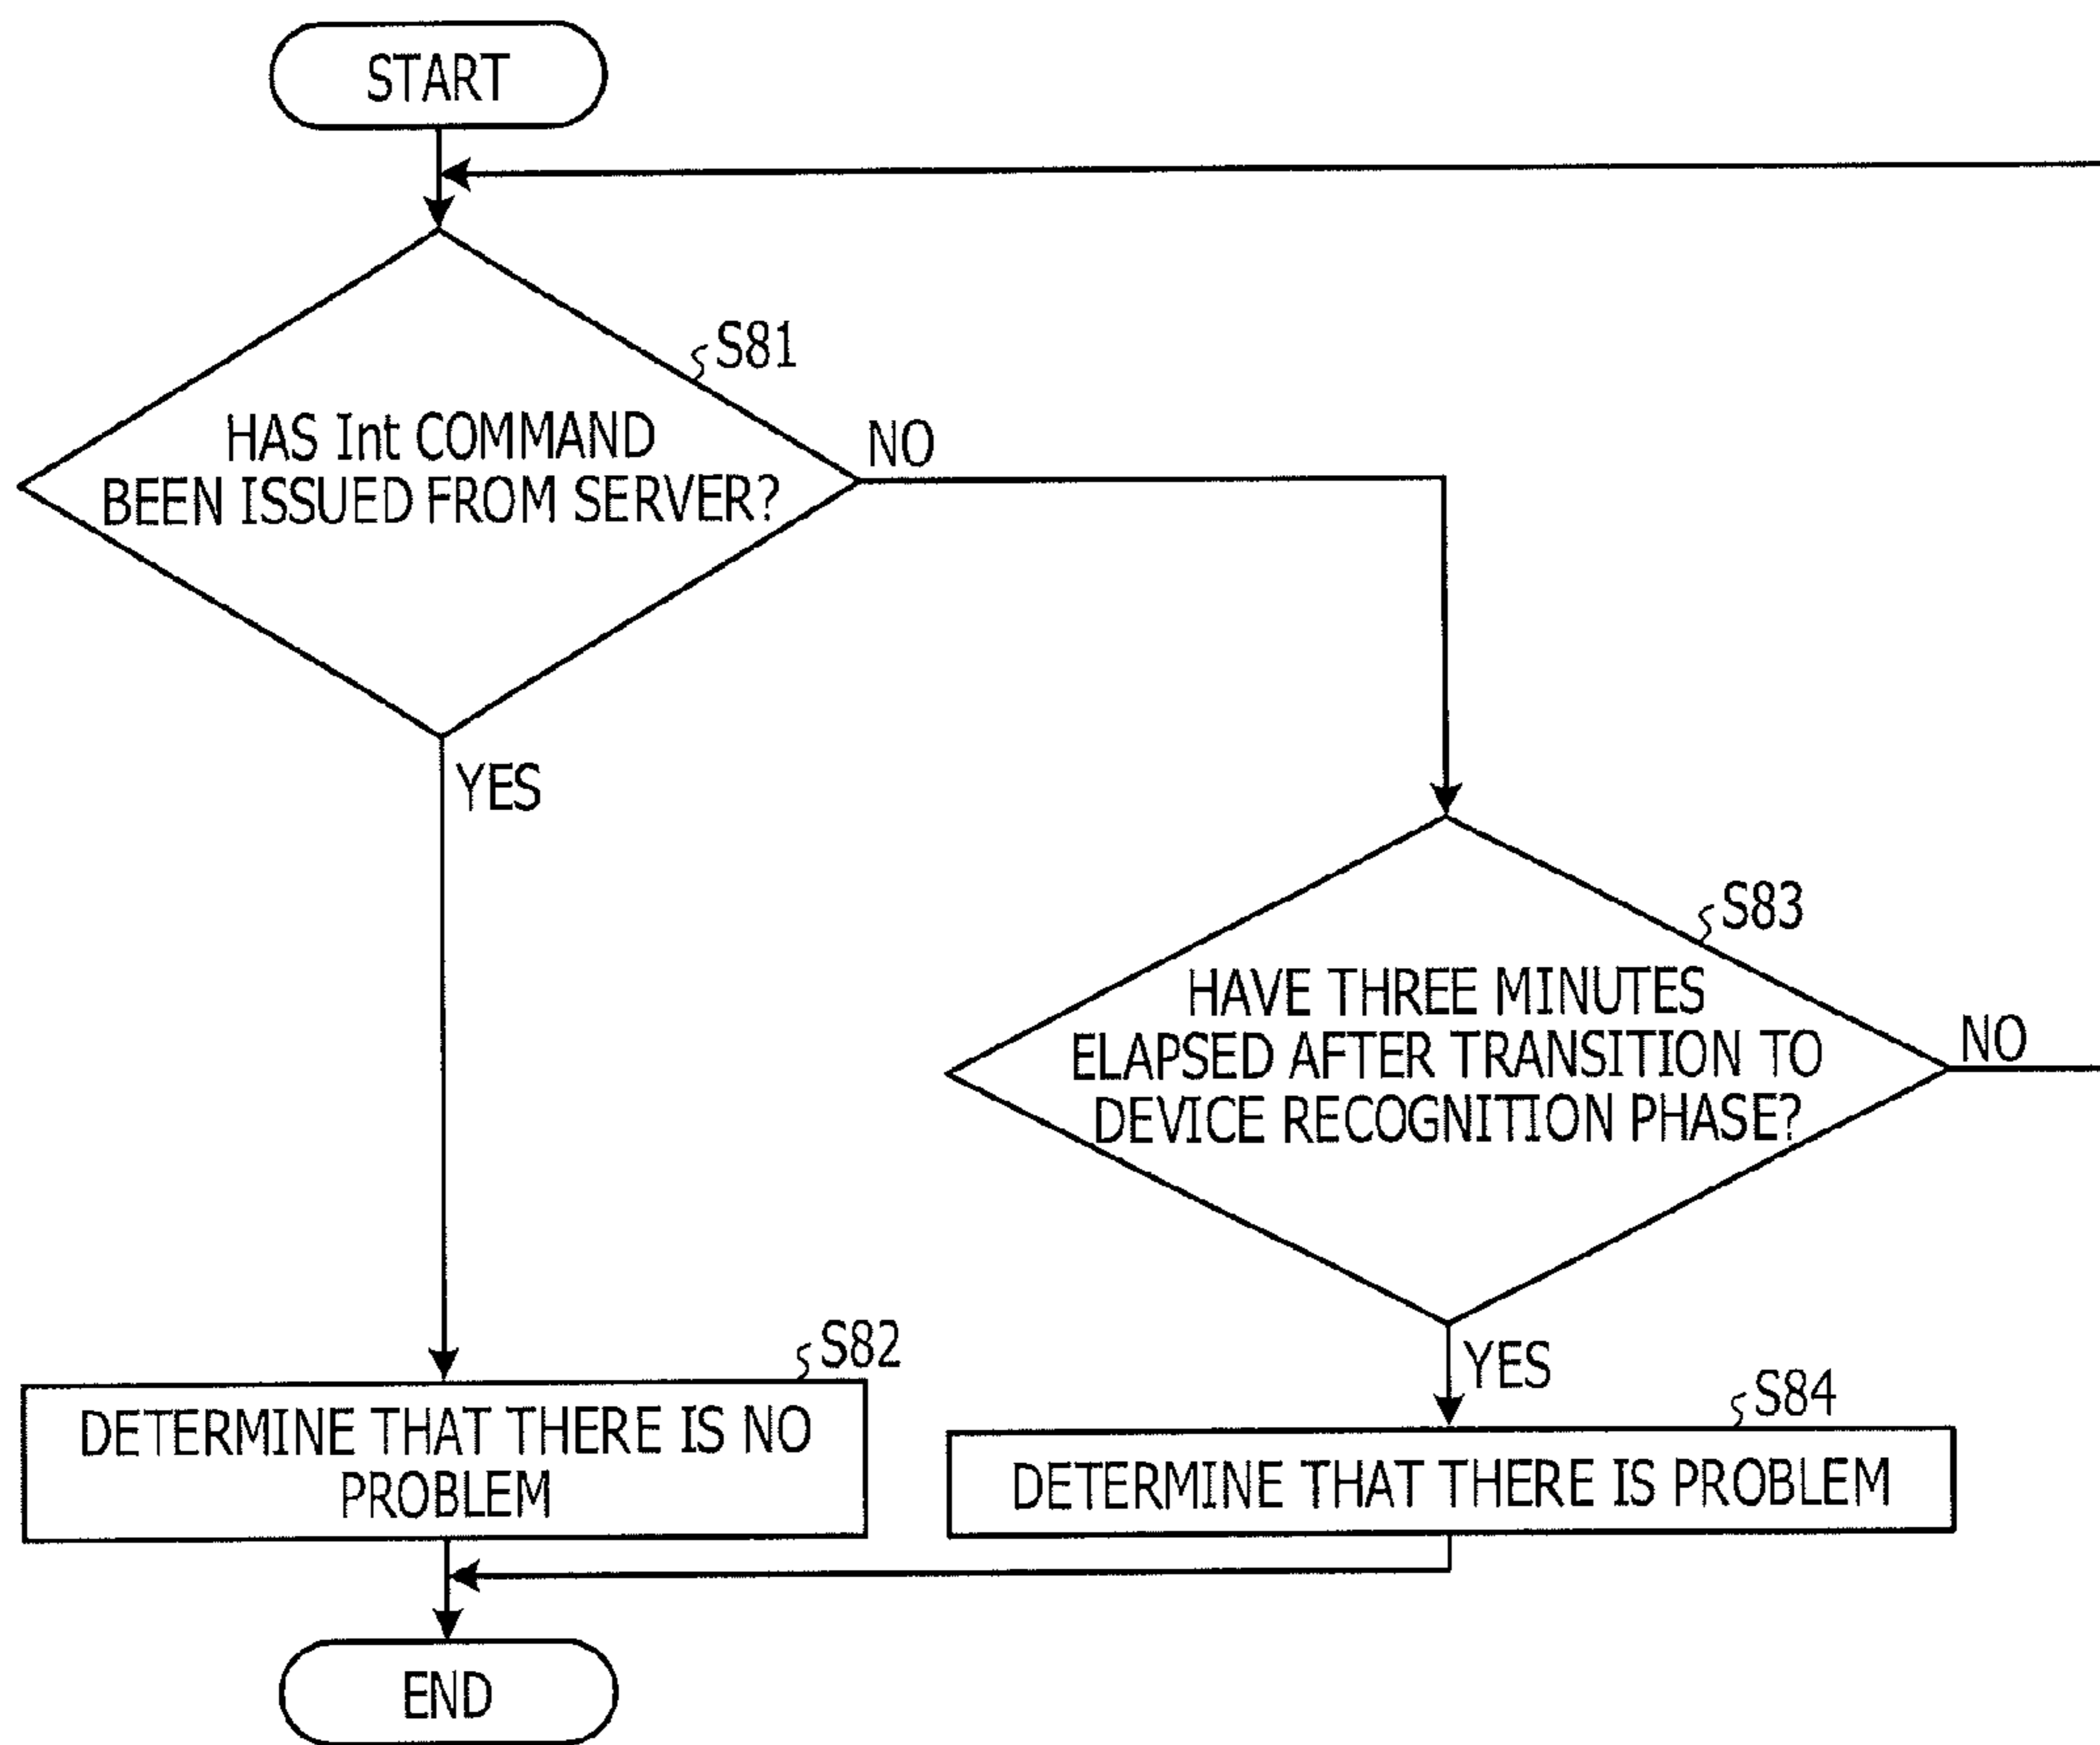 START
S81
HAS Int COMMAND
BEEN ISSUED FROM SERVER?
NO
YES
S83
HAVE THREE MINUTES
ELAPSED AFTER TRANSITION TO
DEVICE RECOGNITION PHASE?
NO
YES
S82
DETERMINE THAT THERE IS NO
PROBLEM
S84
DETERMINE THAT THERE IS PROBLEM
END